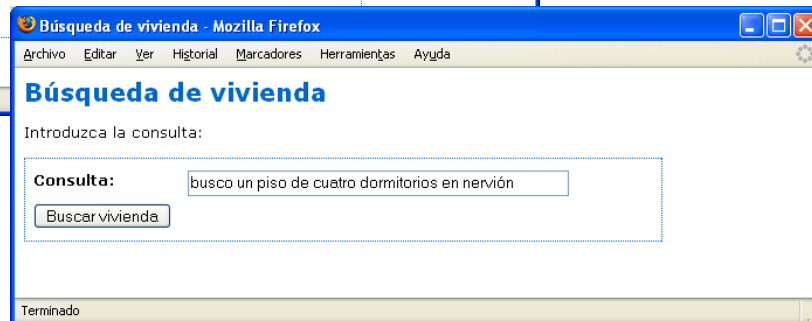 Búsqueda de vivienda - Mozilla Firefox
Archivo Editar Ver Historial Marcadores Herramientas Ayuda
Búsqueda de vivienda
Introduzca la consulta:
Consulta: busco un piso de cuatro dormitorios en nervión
Buscar vivienda
Terminado